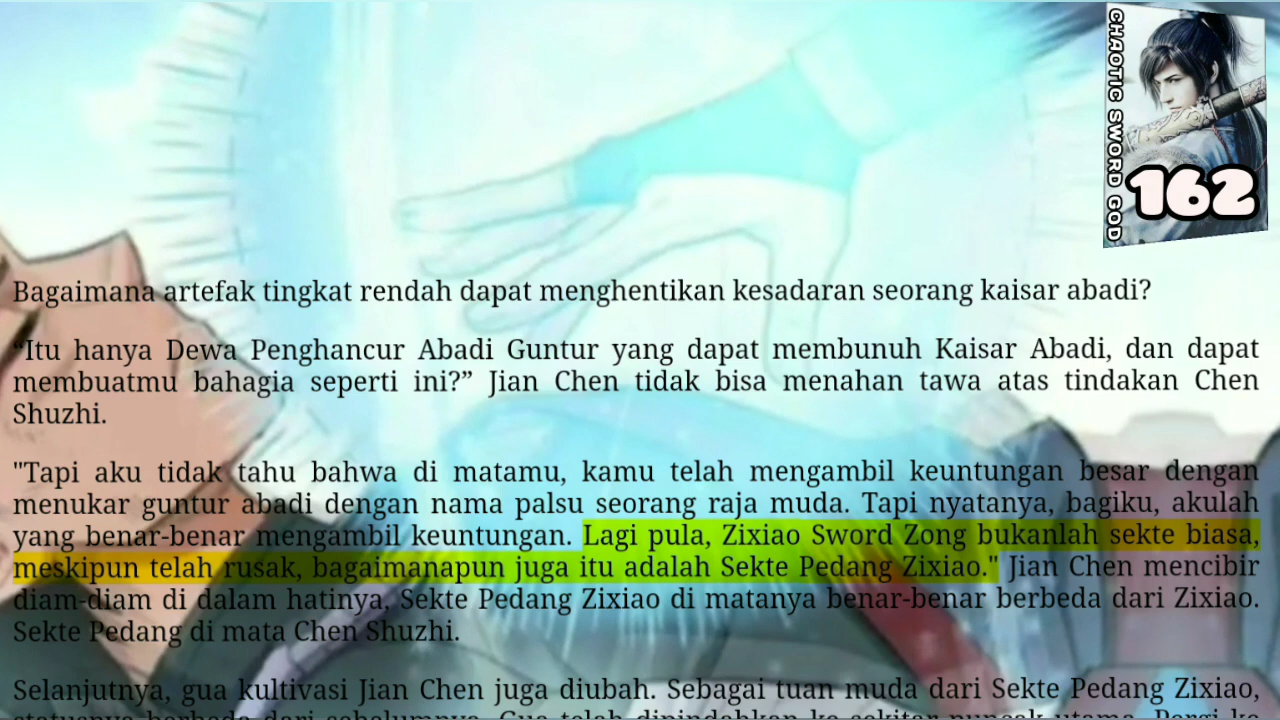 CHAOTIC SWORD GOD
162
Bagaimana artefak tingkat rendah dapat menghentikan kesadaran seorang kaisar abadi?
“Itu hanya Dewa Penghancur Abadi Guntur yang dapat membunuh Kaisar Abadi, dan dapat
membuatmu bahagia seperti ini?” Jian Chen tidak bisa menahan tawa atas tindakan Chen
Shuzhi.
"Tapi aku tidak tahu bahwa di matamu, kamu telah mengambil keuntungan besar dengan
menukar guntur abadi dengan nama palsu seorang raja muda. Tapi nyatanya, bagiku, akulah
yang benar-benar mengambil keuntungan. Lagi pula, Zixiao Sword Zong bukanlah sekte biasa,
meskipun telah rusak, bagaimanapun juga itu adalah Sekte Pedang Zixiao." Jian Chen mencibir
diam-diam di dalam hatinya, Sekte Pedang Zixiao di matanya benar-benar berbeda dari Zixiao.
Sekte Pedang di mata Chen Shuzhi.
Selanjutnya, gua kultivasi Jian Chen juga diubah. Sebagai tuan muda dari Sekte Pedang Zixiao,